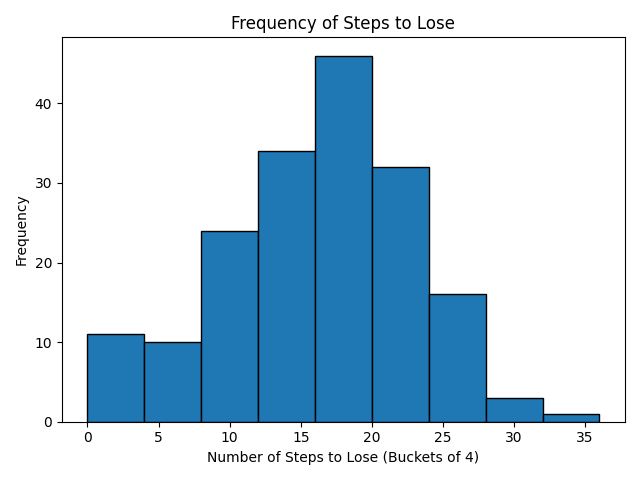 Frequency of Steps to Lose
Frequency
40
30
20
10
0
0 5 10 15 20 25 30 35
Number of Steps to Lose (Buckets of 4)